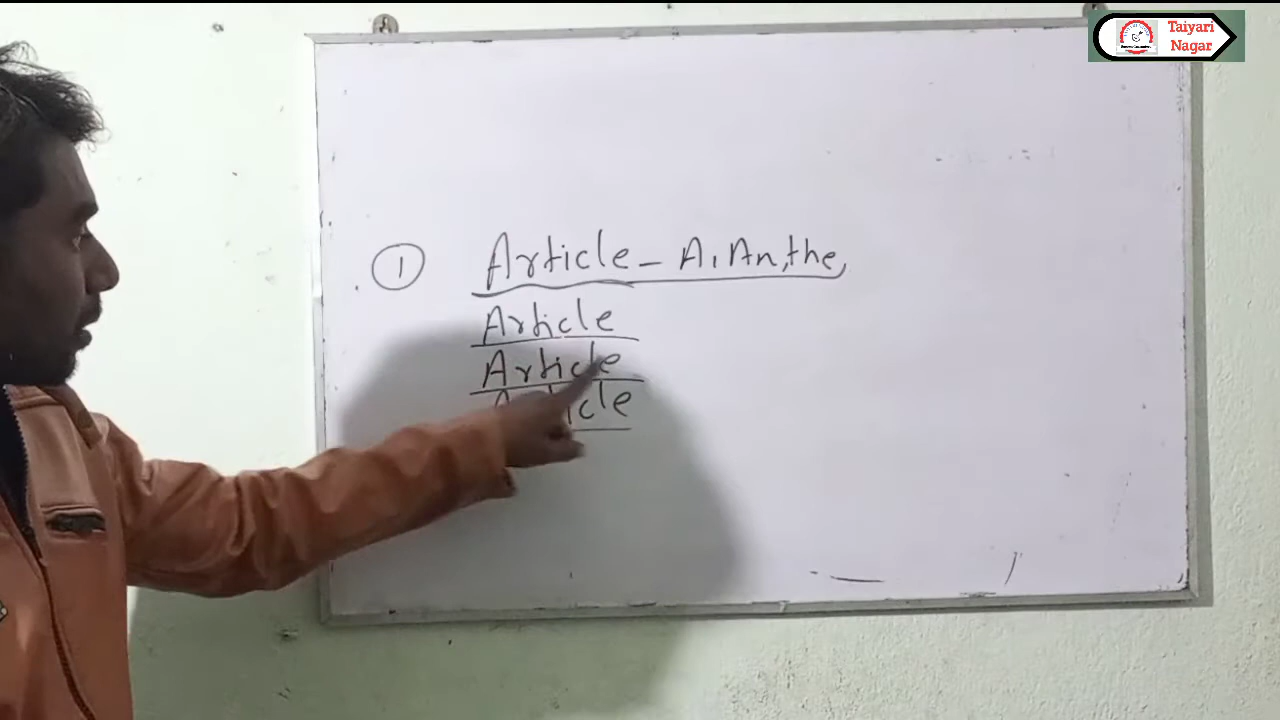 Taiyari
Nagar
① Article - A, An, the,
Article
Article
Article